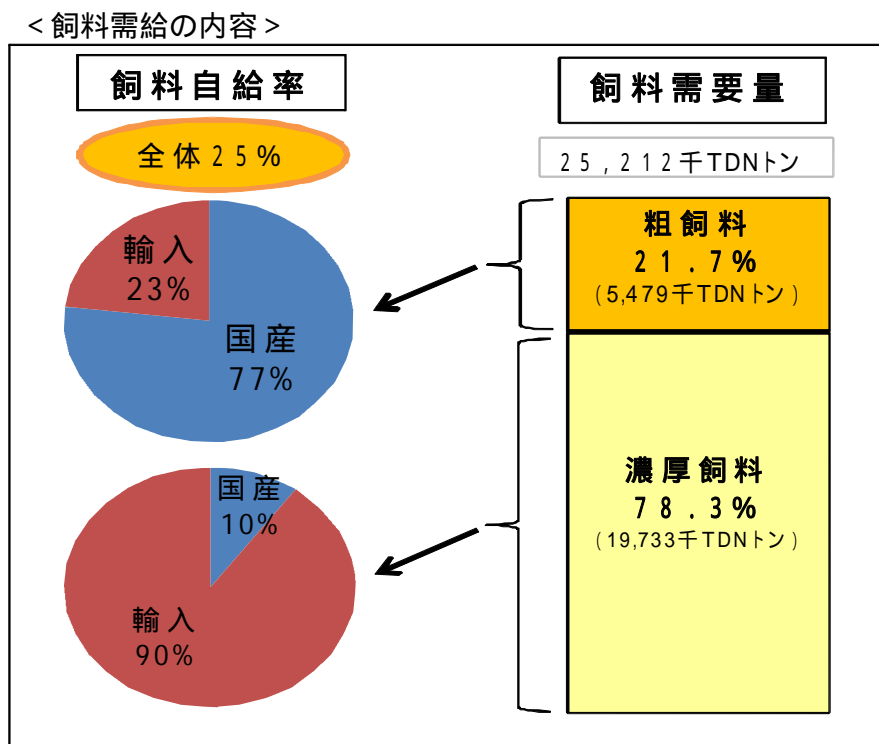 <飼料需給の内容>
飼料自給率
全体25%
輸入
23%
国産
77%
国産
10%
輸入
90%
飼料需要量
25,212千TDNトン
粗飼料
21.7%
(5,479千TDNトン)
濃厚飼料
78.3%
(19,733千TDNトン)